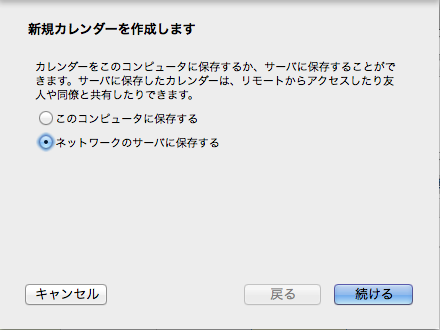 新規カレンダーを作成します
カレンダーをこのコンピュータに保存するか、サーバに保存することがで
きます。サーバに保存したカレンダーは、リモートからアクセスしたり友
人や同僚と共有したりできます。
このコンピュータに保存する
ネットワークのサーバに保存する
キャンセル
戻る
続ける